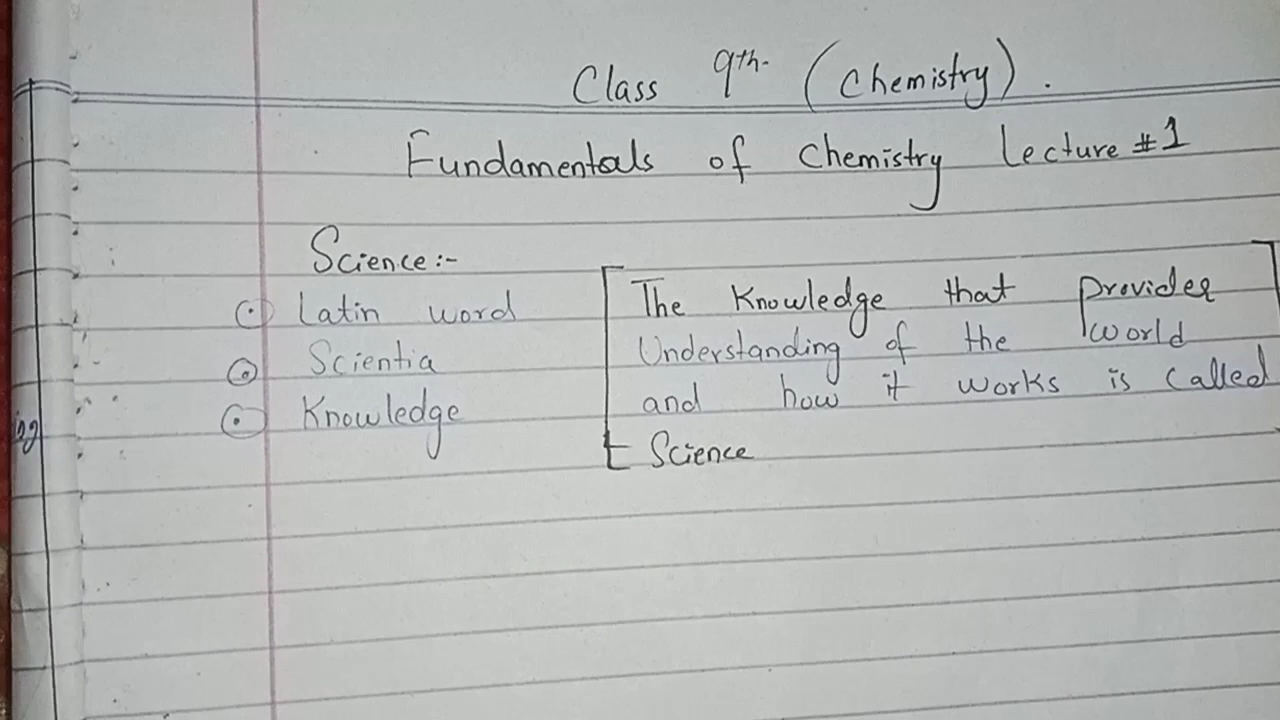 Class 9th. (Chemistry).
Fundamentals of Chemistry Lecture #1
Science:-
Latin word
Scientia
Knowledge
The Knowledge that provides
Understanding of the world
and how it works is called
Science